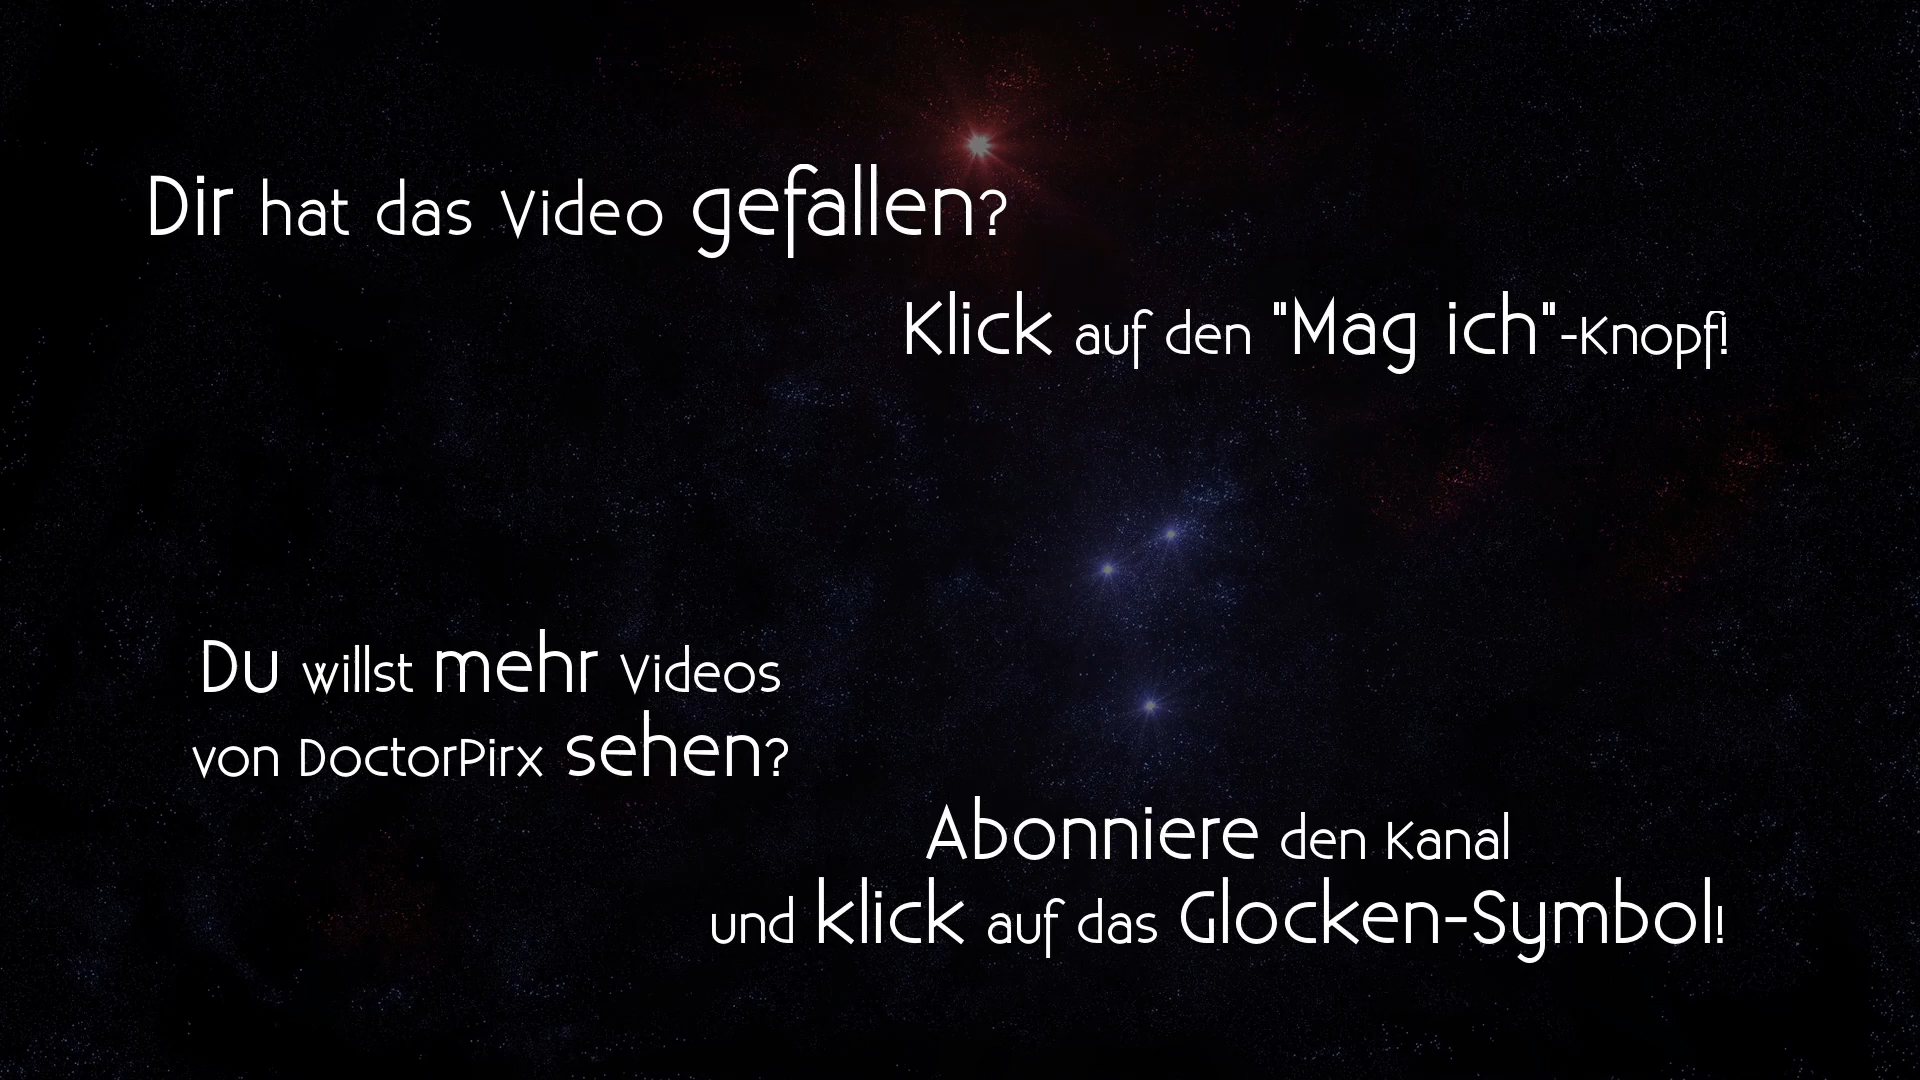 Dir hat das Video gefallen?
Klick auf den "Mag ich"-Knopf!
Du willst mehr Videos
von DoctorPirx sehen?
Abonniere den Kanal
und klick auf das Glocken-Symbol!